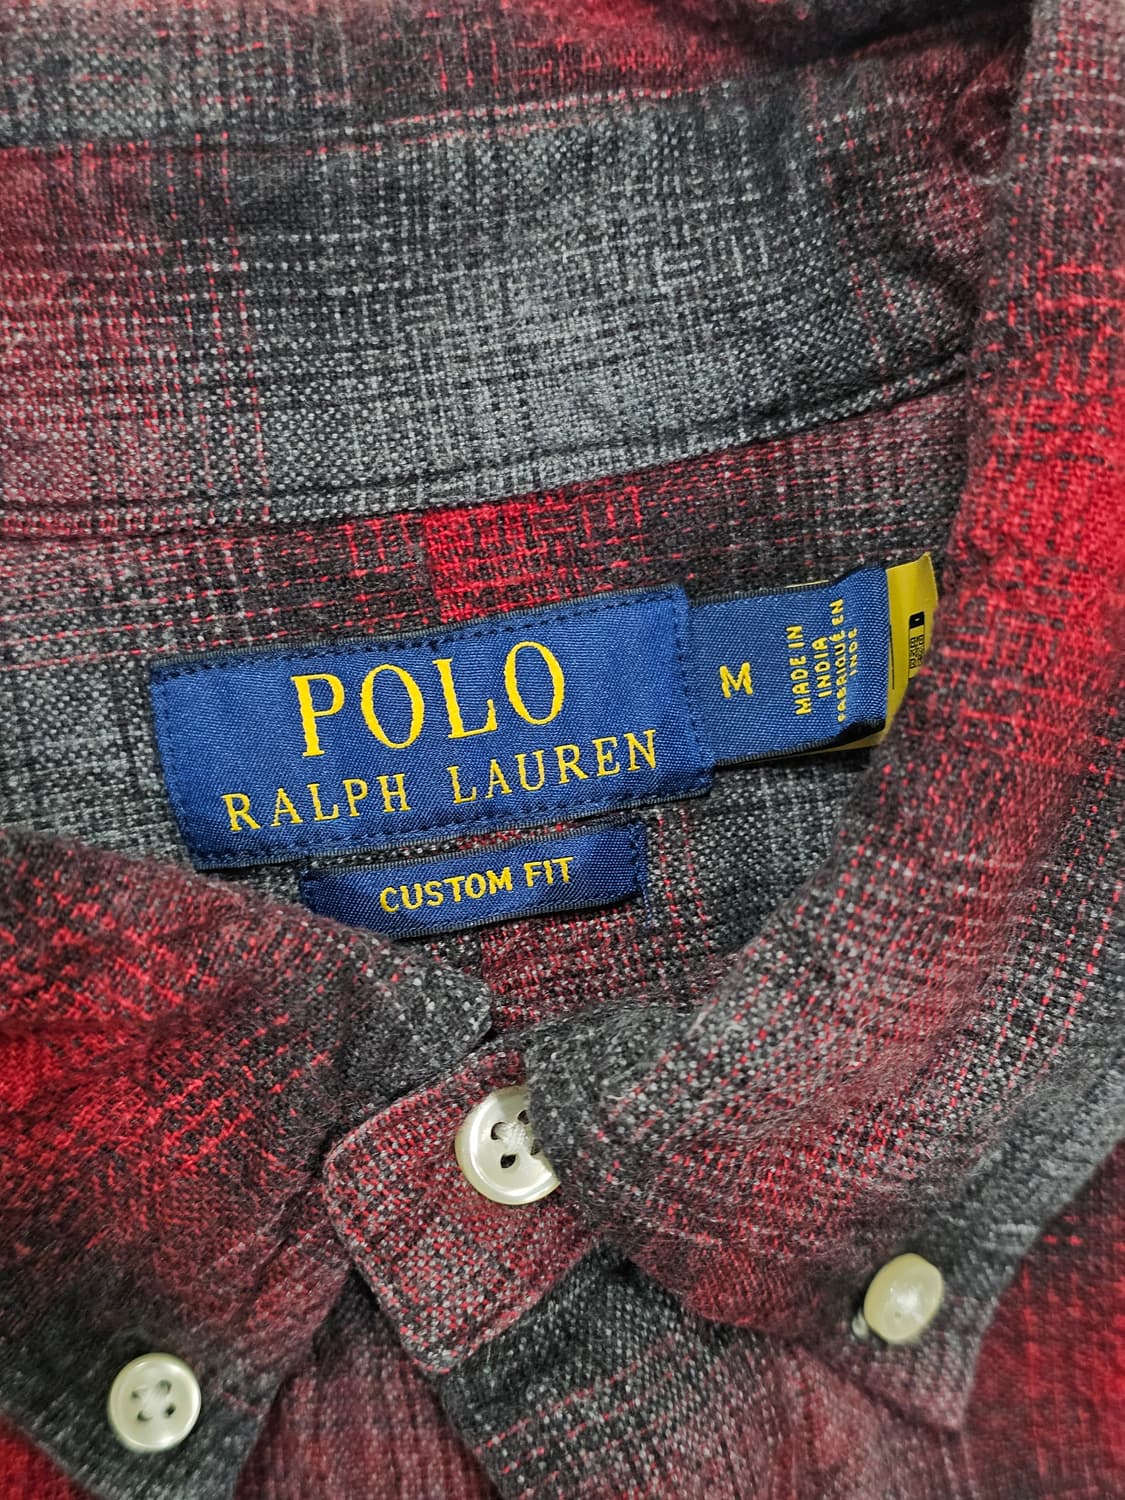 POLO
RALPH LAUREN
CUSTOM FIT
M
MADE IN
INDIA
FABRIQUÉ EN
INDE